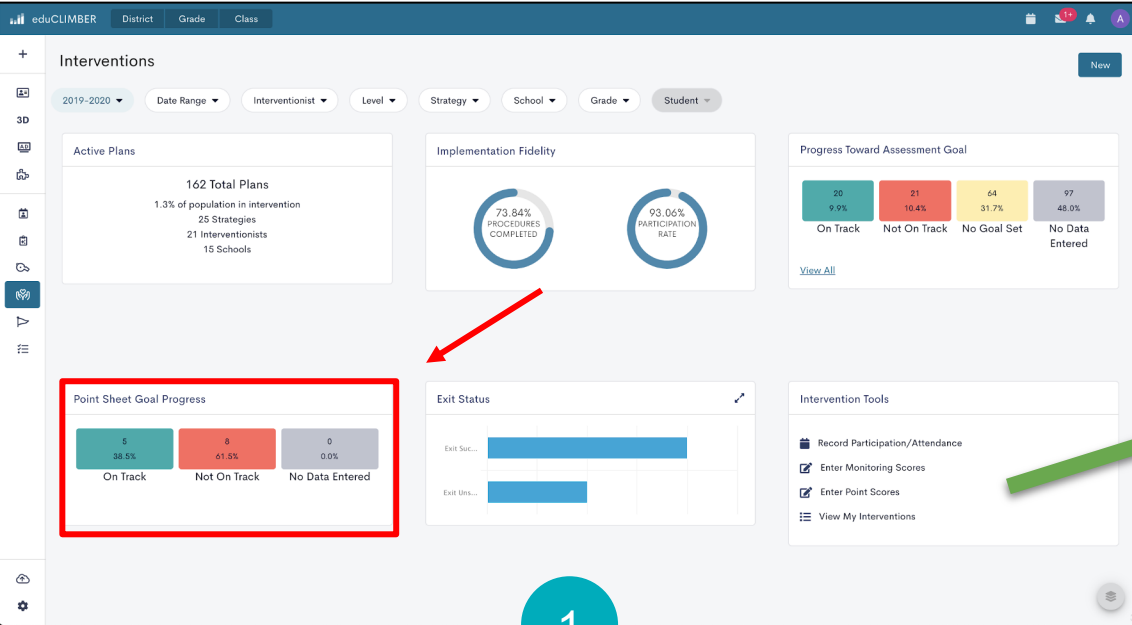 eduCLIMBER District Grade Class
1+
A
Interventions
New
2019-2020 Date Range Interventionist Level Strategy School Grade Student
3D
Active Plans
162 Total Plans
1.3% of population in intervention
25 Strategies
21 Interventionists
15 Schools
Implementation Fidelity
73.84%
PROCEDURES
COMPLETED
93.06%
PARTICIPATION
RATE
Progress Toward Assessment Goal
20 21 64 97
9.9% 10.4% 31.7% 48.0%
On Track Not On Track No Goal Set No Data
Entered
View All
Point Sheet Goal Progress
5 8 0
38.5% 61.5% 0.0%
On Track Not On Track No Data Entered
Exit Status
Exit Suc...
Exit Uns...
Intervention Tools
Record Participation/Attendance
Enter Monitoring Scores
Enter Point Scores
View My Interventions
1